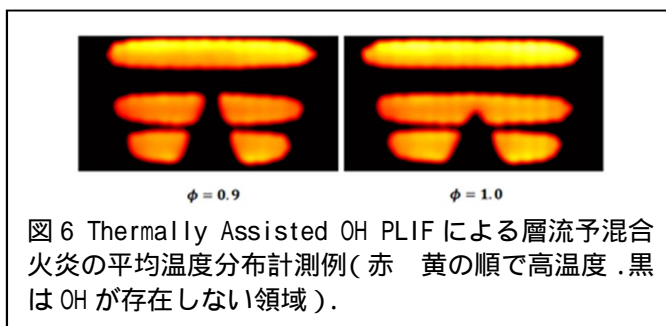 ϕ = 0.9
ϕ = 1.0
図 6 Thermally Assisted OH PLIF による層流予混合
火炎の平均温度分布計測例( 赤　黄の順で高温度 .黒
は OH が存在しない領域 ) .